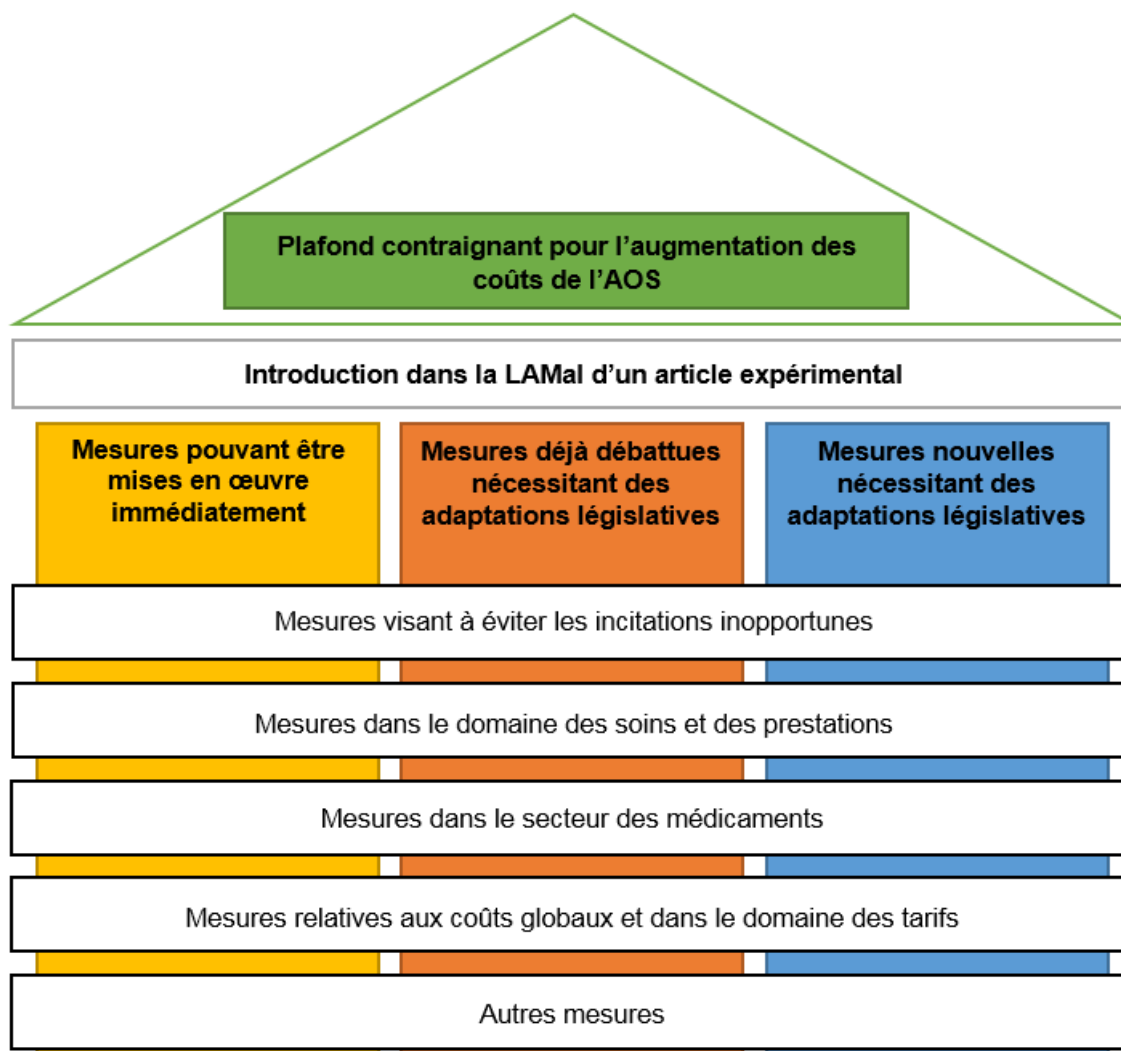 Plafond contraignant pour l’augmentation des
coûts de l’AOS
Introduction dans la LAMal d’un article expérimental
Mesures pouvant être
mises en œuvre
immédiatement
Mesures déjà débattues
nécessitant des
adaptations législatives
Mesures nouvelles
nécessitant des
adaptations législatives
Mesures visant à éviter les incitations inopportunes
Mesures dans le domaine des soins et des prestations
Mesures dans le secteur des médicaments
Mesures relatives aux coûts globaux et dans le domaine des tarifs
Autres mesures